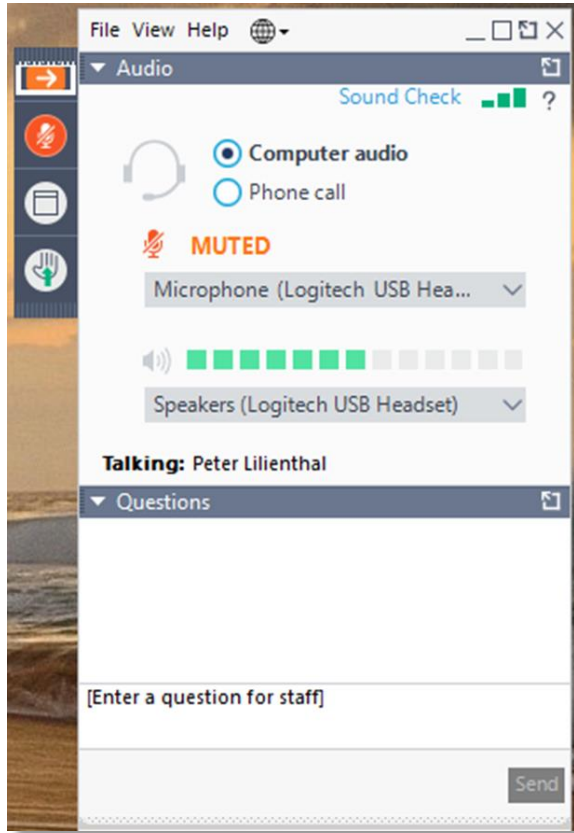 File View Help
Audio
Sound Check ?
Computer audio
Phone call
MUTED
Microphone (Logitech USB Hea...
Speakers (Logitech USB Headset)
Talking: Peter Lilienthal
Questions
[Enter a question for staff]
Send